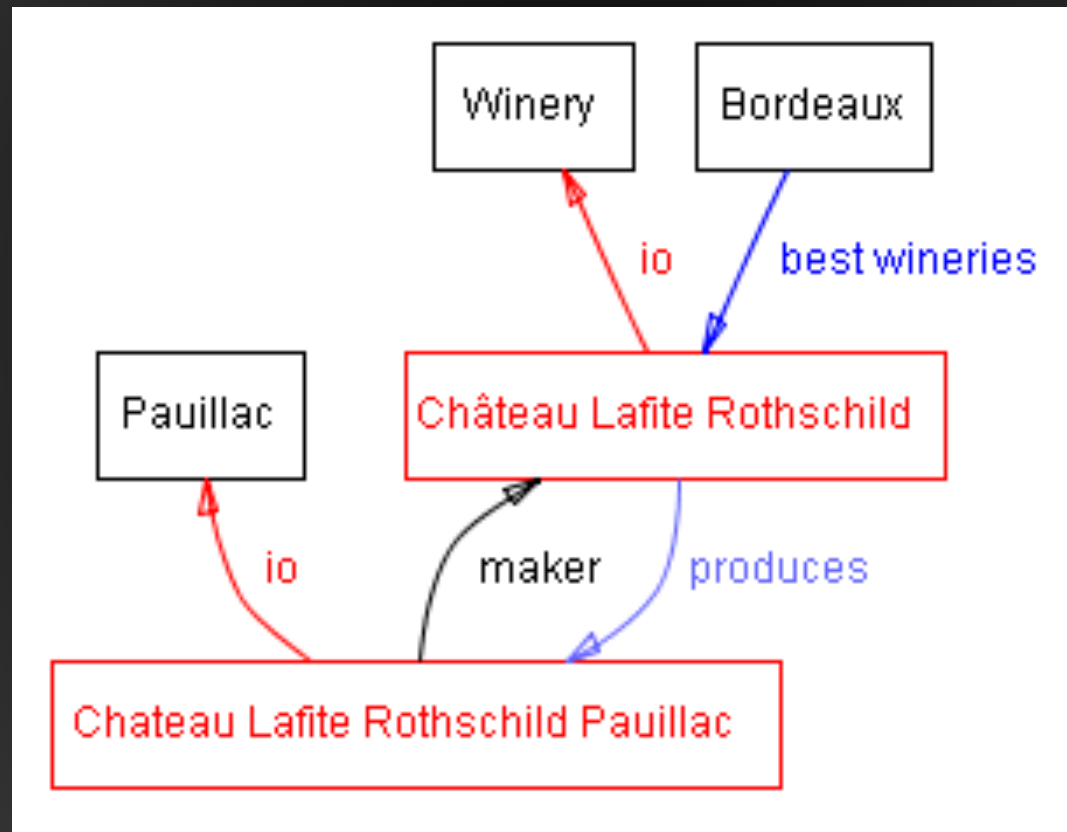 Winery
Bordeaux
io
best wineries
Pauillac
Château Lafite Rothschild
io
maker
produces
Chateau Lafite Rothschild Pauillac